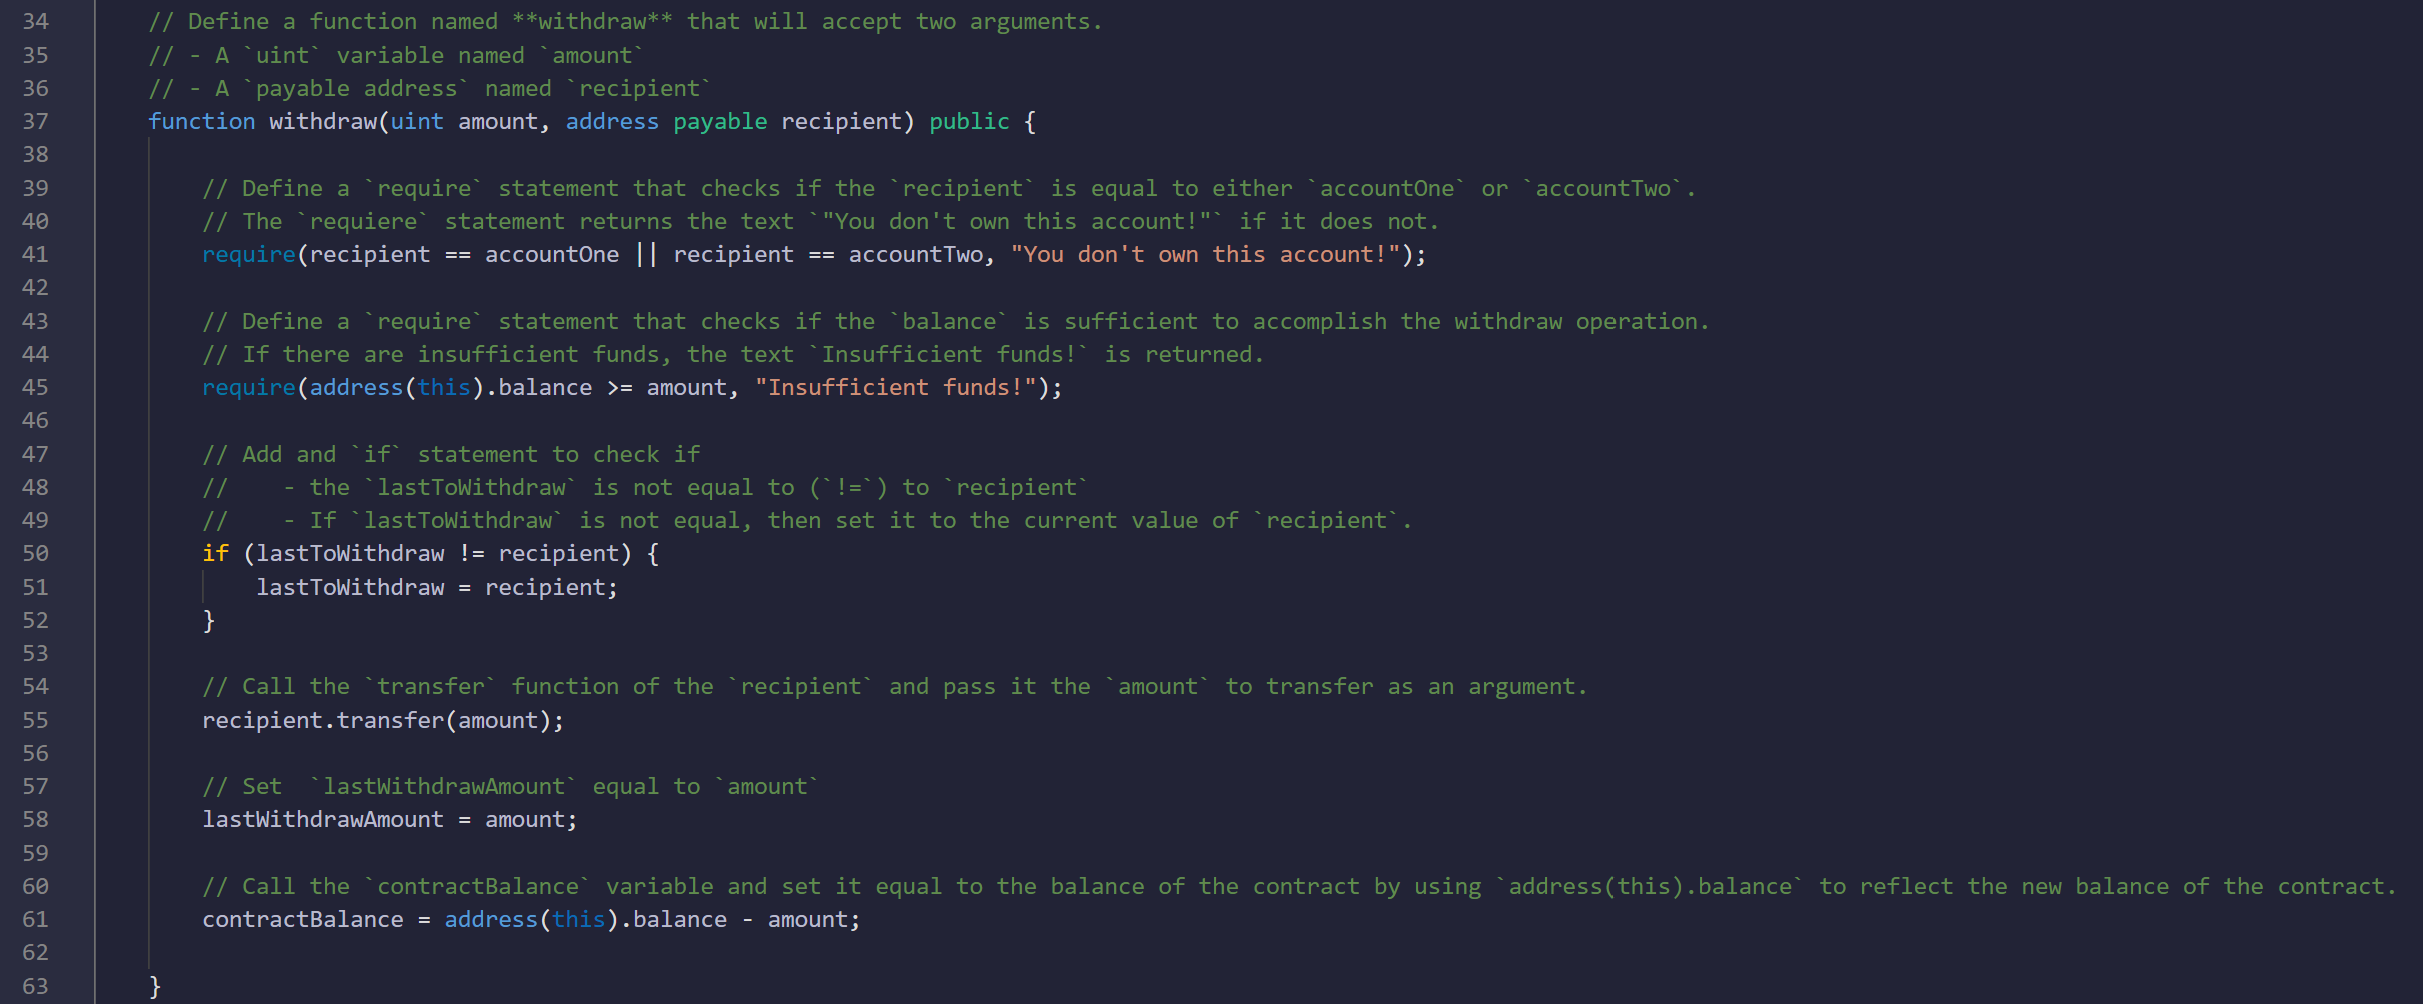 34 // Define a function named **withdraw** that will accept two arguments.
35 // - A `uint` variable named `amount`
36 // - A `payable address` named `recipient`
37 function withdraw(uint amount, address payable recipient) public {
38
39 // Define a `require` statement that checks if the `recipient` is equal to either `accountOne` or `accountTwo`.
40 // The `requiere` statement returns the text `"You don't own this account!"` if it does not.
41 require(recipient == accountOne || recipient == accountTwo, "You don't own this account!");
42
43 // Define a `require` statement that checks if the `balance` is sufficient to accomplish the withdraw operation.
44 // If there are insufficient funds, the text `Insufficient funds!` is returned.
45 require(address(this).balance >= amount, "Insufficient funds!");
46
47 // Add and `if` statement to check if
48 //    - the `lastToWithdraw` is not equal to (`!=`) to `recipient`
49 //    - If `lastToWithdraw` is not equal, then set it to the current value of `recipient`.
50 if (lastToWithdraw != recipient) {
51 lastToWithdraw = recipient;
52 }
53
54 // Call the `transfer` function of the `recipient` and pass it the `amount` to transfer as an argument.
55 recipient.transfer(amount);
56
57 // Set  `lastWithdrawAmount` equal to `amount`
58 lastWithdrawAmount = amount;
59
60 // Call the `contractBalance` variable and set it equal to the balance of the contract by using `address(this).balance` to reflect the new balance of the contract.
61 contractBalance = address(this).balance - amount;
62
63 }